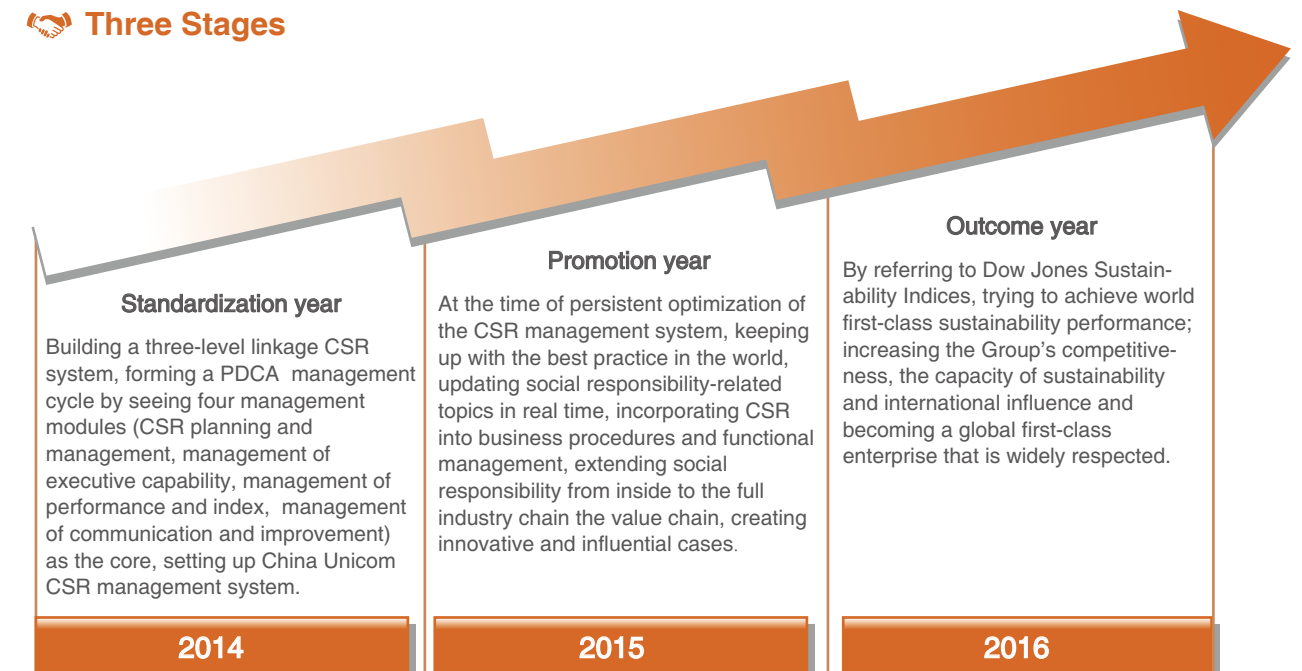 Three Stages
Standardization year
Building a three-level linkage CSR
system, forming a PDCA  management
cycle by seeing four management
modules (CSR planning and
management, management of
executive capability, management of
performance and index,  management
of communication and improvement)
as the core, setting up China Unicom
CSR management system.
2014
Promotion year
At the time of persistent optimization of
the CSR management system, keeping
up with the best practice in the world,
updating social responsibility-related
topics in real time, incorporating CSR
into business procedures and functional
management, extending social
responsibility from inside to the full
industry chain the value chain, creating
innovative and influential cases.
2015
Outcome year
By referring to Dow Jones Sustain-
ability Indices, trying to achieve world
first-class sustainability performance;
increasing the Group's competitive-
ness, the capacity of sustainability
and international influence and
becoming a global first-class
enterprise that is widely respected.
2016